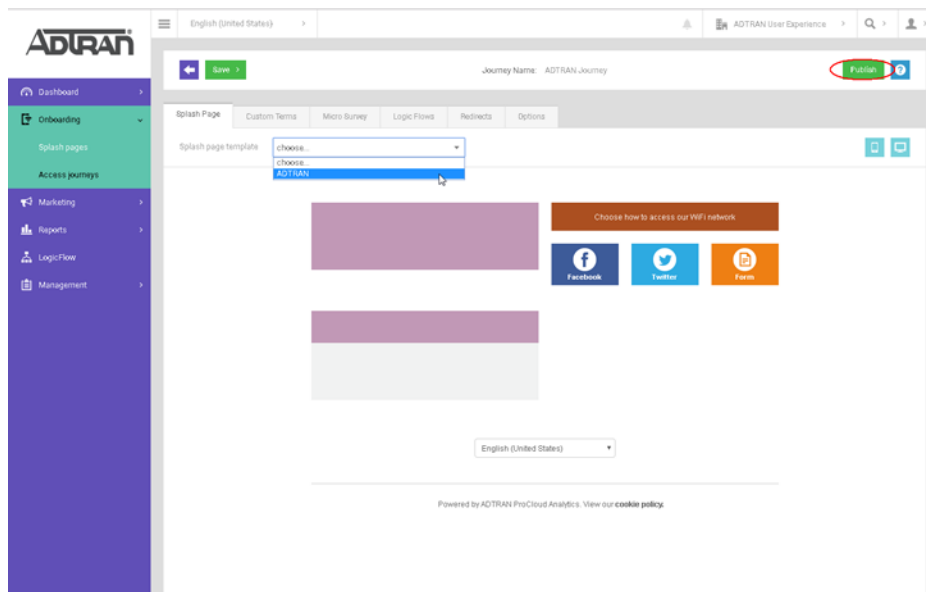 ADTRAN
English (United States)
ADTRAN User Experience
Save
Journey Name: ADTRAN Journey
Publish
?
Dashboard
Onboarding
Splash pages
Access journeys
Marketing
Reports
LogicFlow
Management
Splash Page
Custom Terms
Micro Survey
Logic Flows
Redirects
Options
Splash page template
choose...
choose...
ADTRAN
Choose how to access our WiFi network
Facebook
Twitter
Form
English (United States)
Powered by ADTRAN ProCloud Analytics. View our cookie policy.